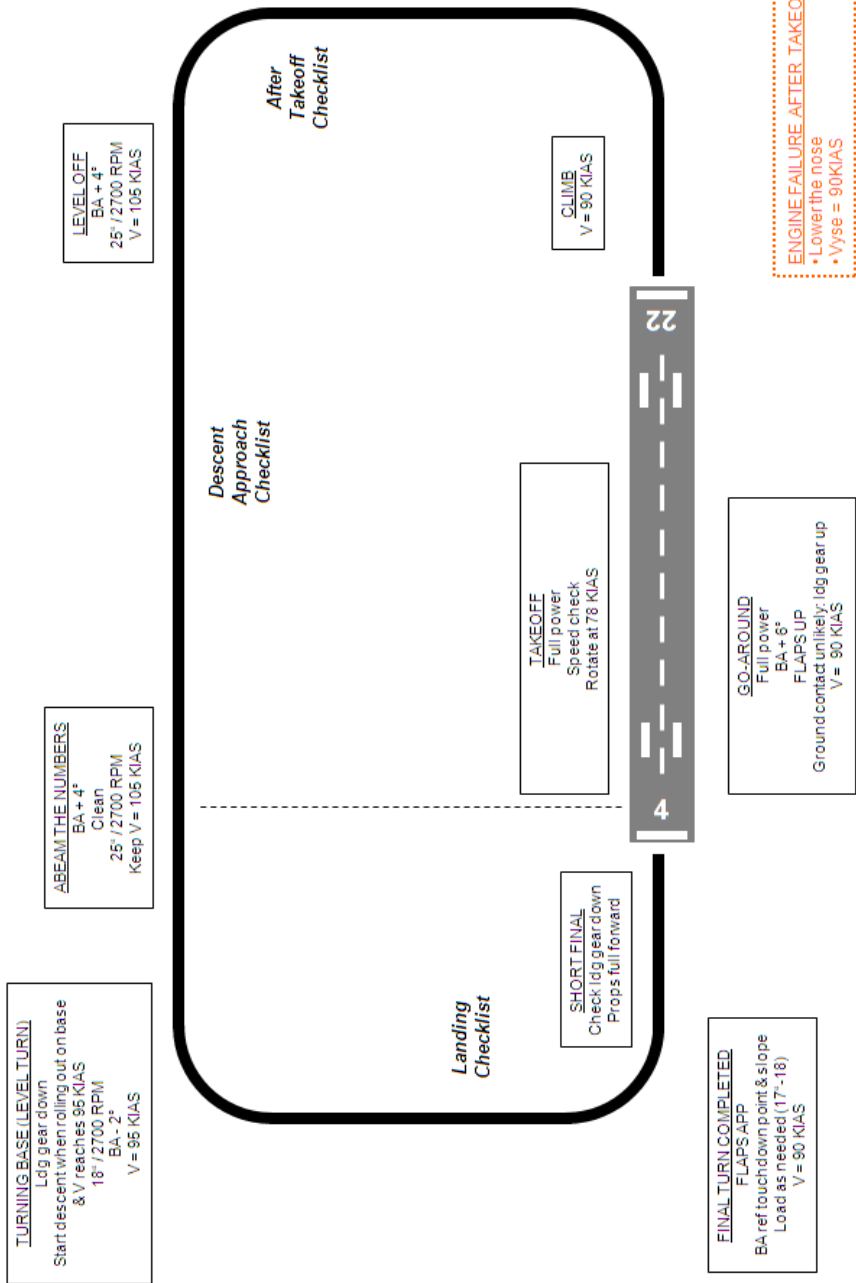 TURNING BASE (LEVEL TURN)
Ldg gear down
Start descent when rolling out on base
& V reaches 95 KIAS
18" / 2700 RPM
BA - 2°
V = 95 KIAS
ABEAM THE NUMBERS
BA + 4°
Clean
25" / 2700 RPM
Keep V = 105 KIAS
LEVEL OFF
BA + 4°
25" / 2700 RPM
V = 105 KIAS
Descent
Approach
Checklist
After
Takeoff
Checklist
Landing
Checklist
SHORT FINAL
Check ldg gear down
Props full forward
TAKEOFF
Full power
Speed check
Rotate at 78 KIAS
CLIMB
V = 90 KIAS
4
22
FINAL TURN COMPLETED
FLAPS APP
BA ref touchdown point & slope
Load as needed (17"-18)
V = 90 KIAS
GO-AROUND
Full power
BA + 6°
FLAPS UP
Ground contact unlikely: ldg gear up
V = 90 KIAS
ENGINE FAILURE AFTER TAKEO
• Lower the nose
• Vyse = 90KIAS